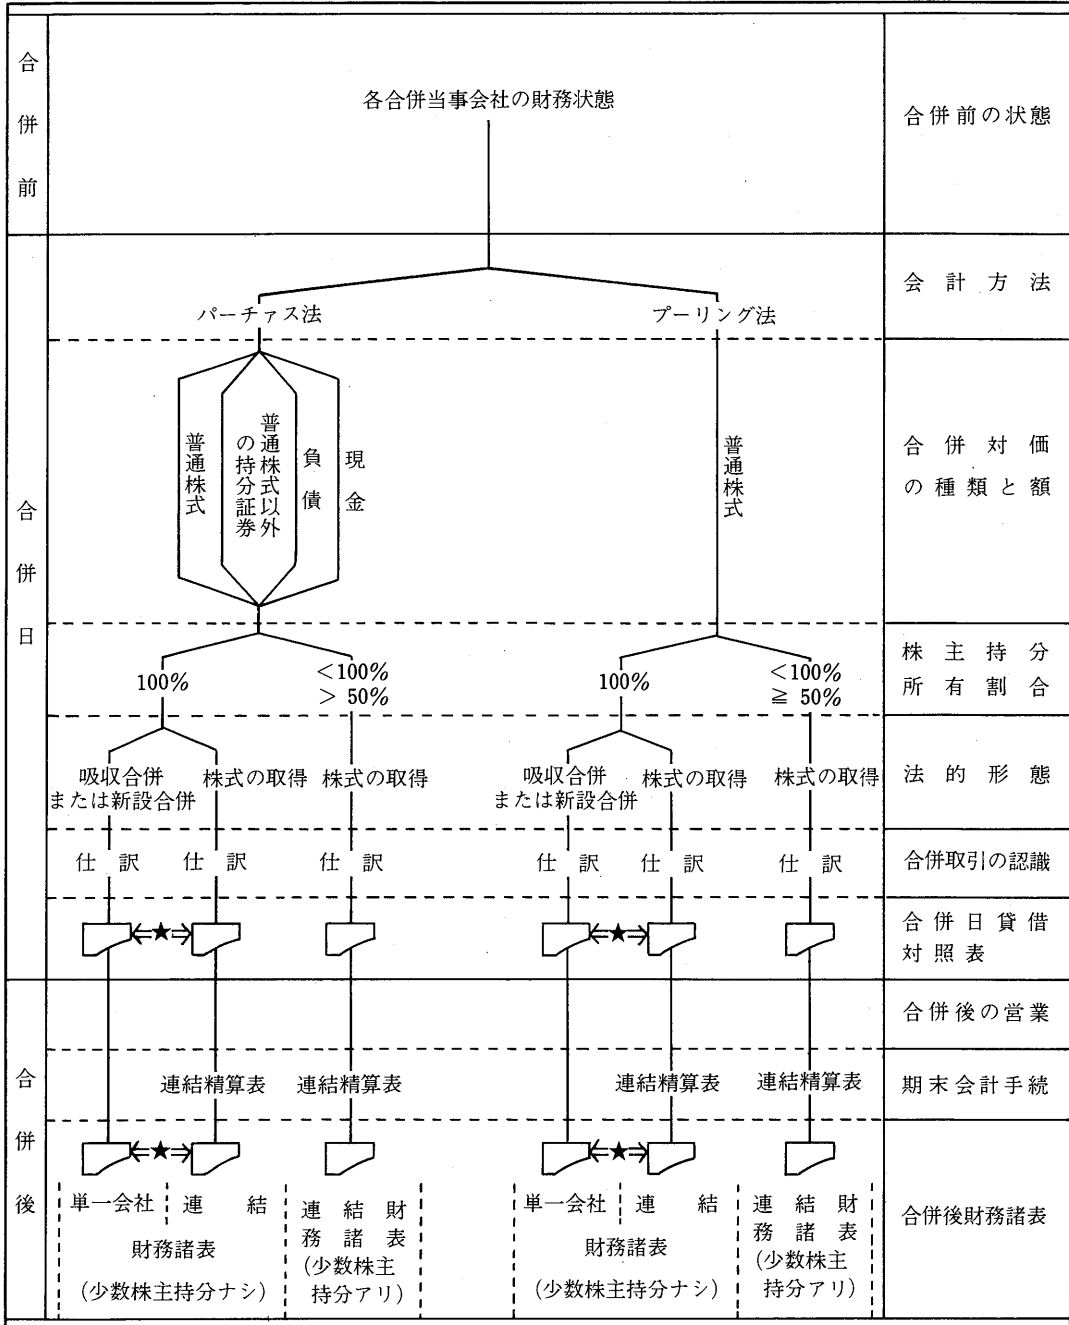 合併前
各合併当事会社の財務状態
合併前の状態
合併日
会計方法
パーチァス法
プーリング法
合併対価
の種類と額
普通株式
普通株式以外
の持分証券
負債
現金
普通株式
株主持分
所有割合
100%
<100%
> 50%
100%
<100%
≧ 50%
法的形態
吸収合併
または新設合併
株式の取得
株式の取得
吸収合併
または新設合併
株式の取得
株式の取得
仕訳
仕訳
仕訳
仕訳
仕訳
仕訳
合併取引の認識
★
★
合併日貸借
対照表
合併後
合併後の営業
連結精算表
連結精算表
連結精算表
連結精算表
期末会計手続
★
★
単一会社
連結
財務諸表
(少数株主持分ナシ)
連結財
務諸表
(少数株主
持分アリ)
単一会社
連結
財務諸表
(少数株主持分ナシ)
連結財
務諸表
(少数株主
持分アリ)
合併後財務諸表